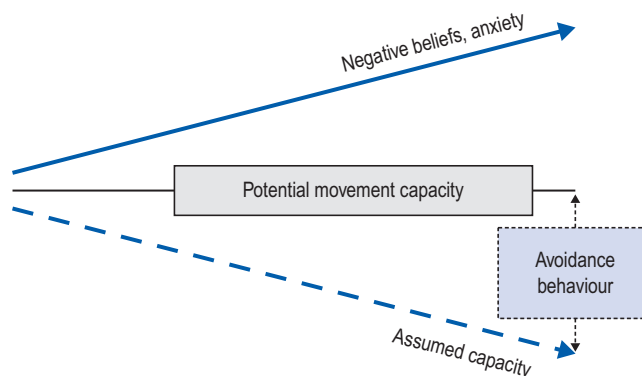 Negative beliefs, anxiety
Potential movement capacity
Avoidance
behaviour
Assumed capacity